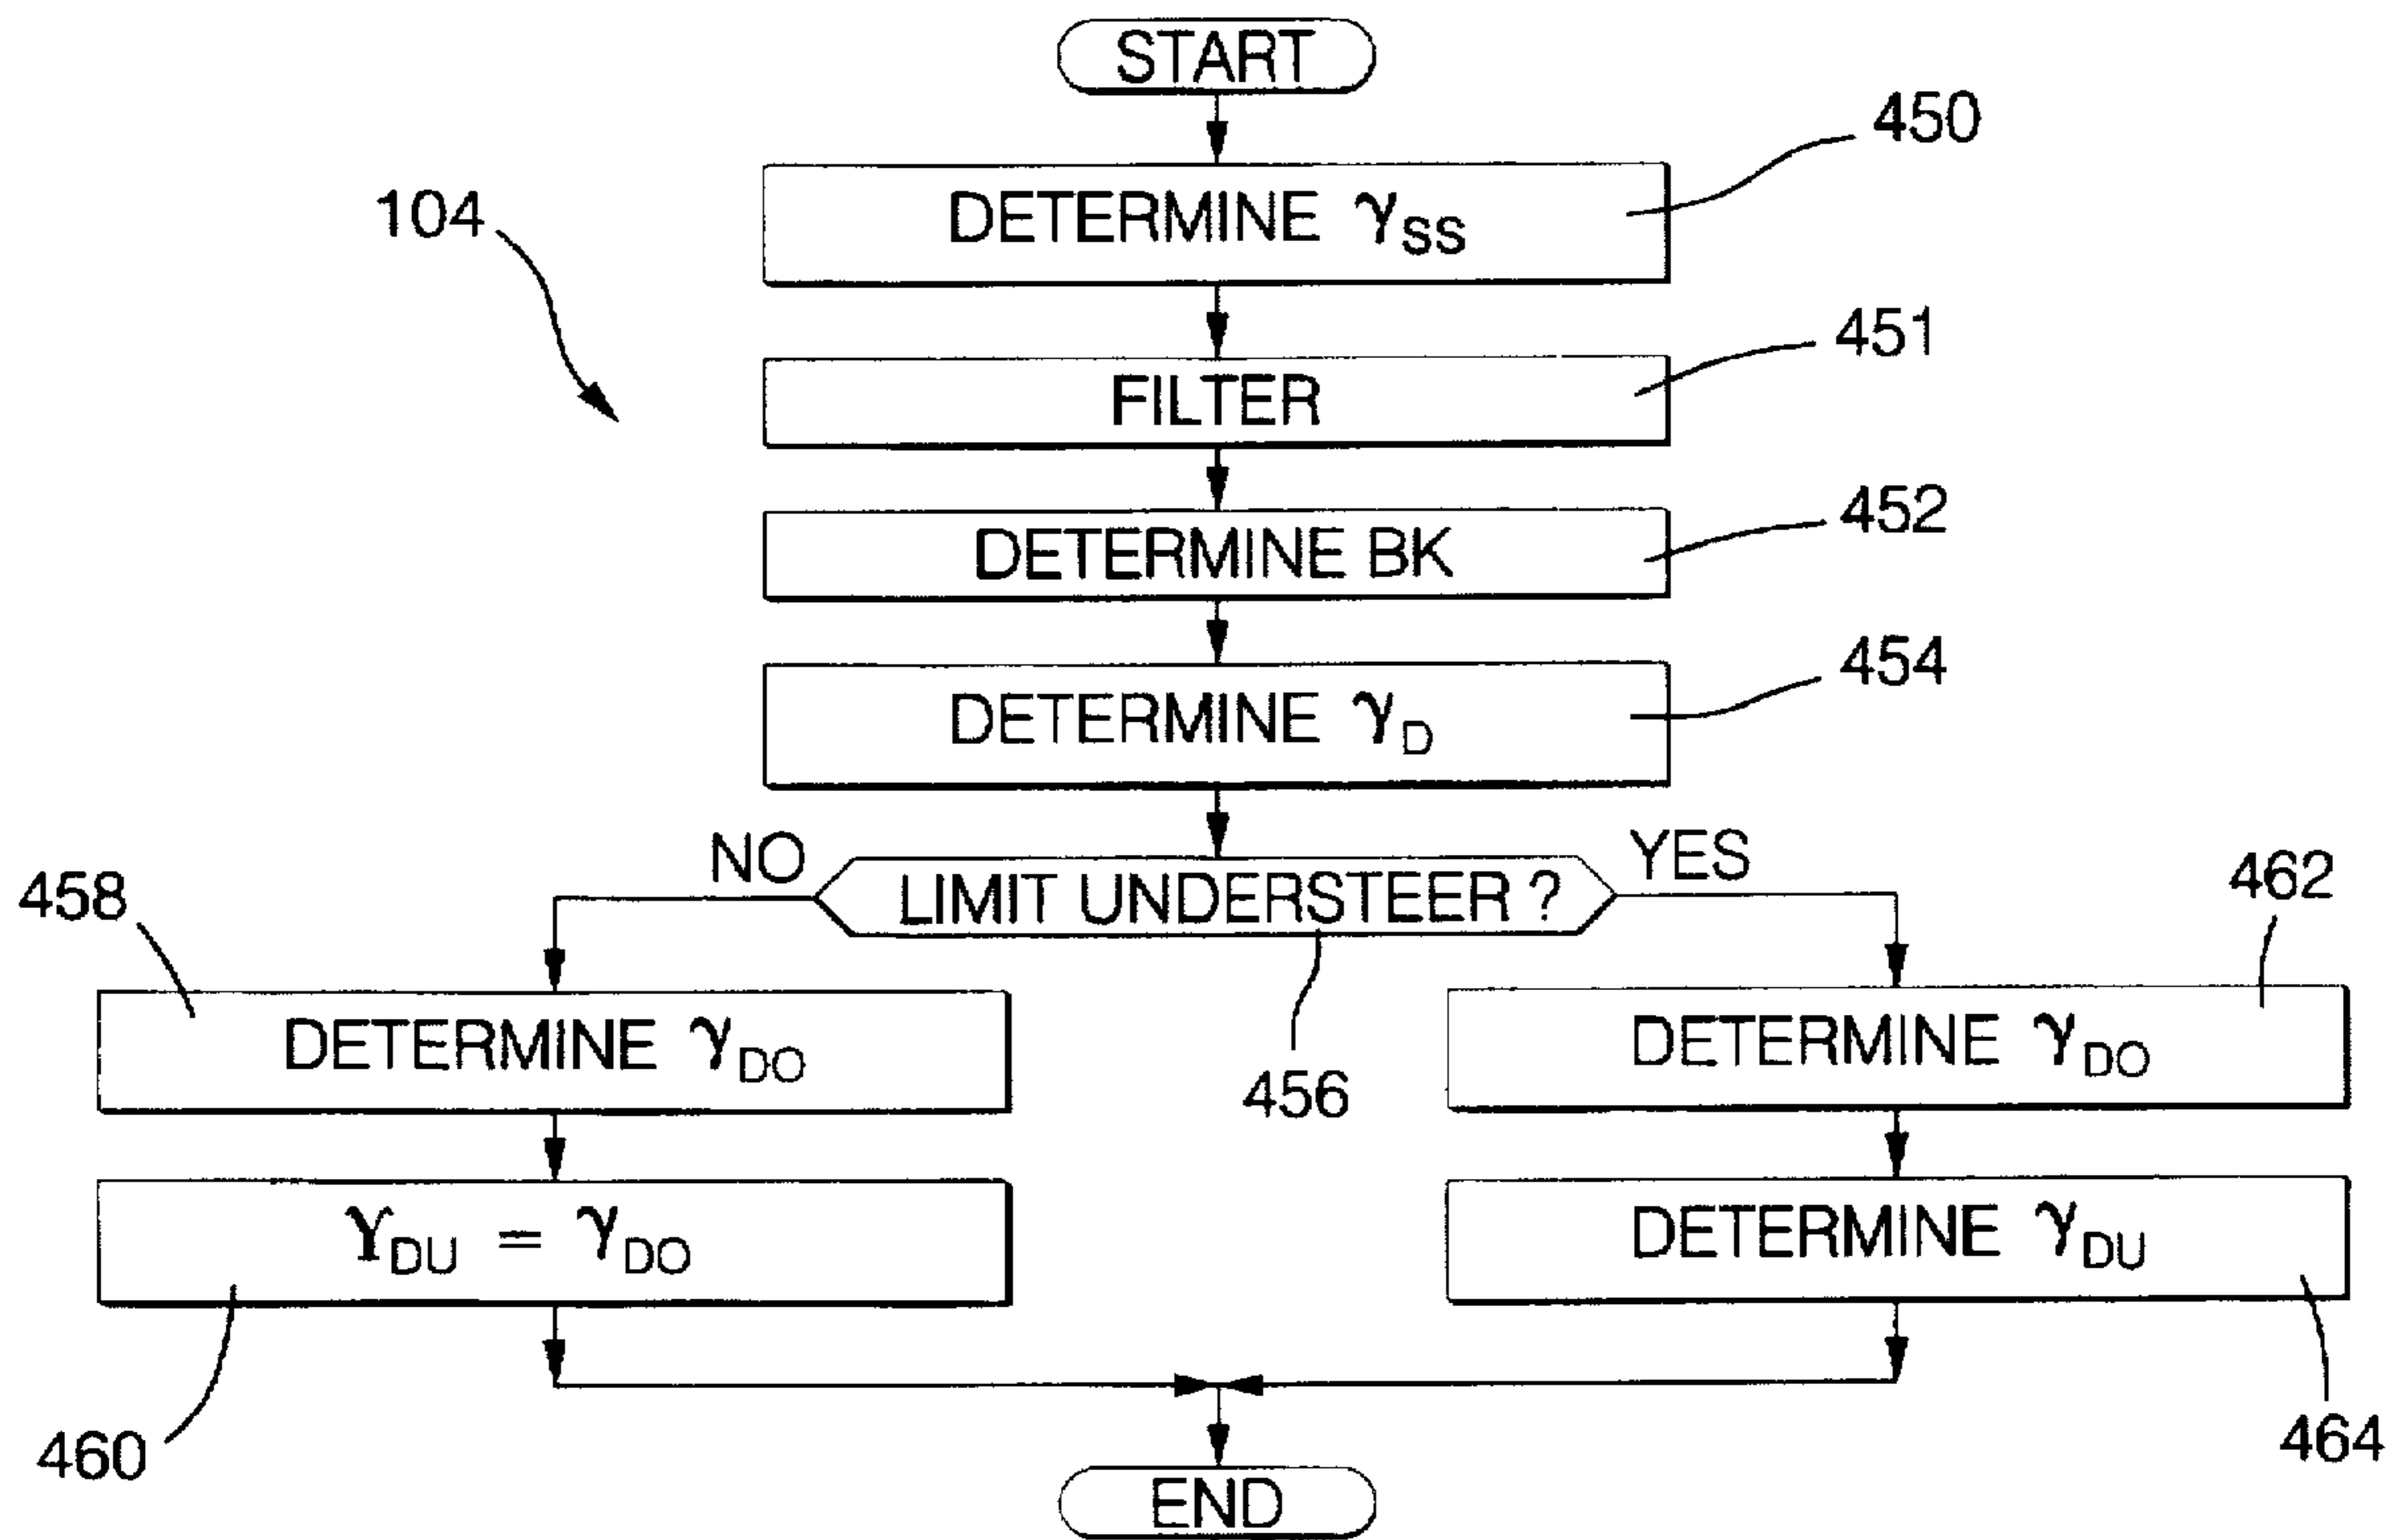 START
450
104
DETERMINE γSS
451
FILTER
452
DETERMINE BK
454
DETERMINE γD
NO
YES
LIMIT UNDERSTEER ?
458
462
456
DETERMINE γDO
DETERMINE γDO
γDU = γDO
DETERMINE γDU
460
464
END